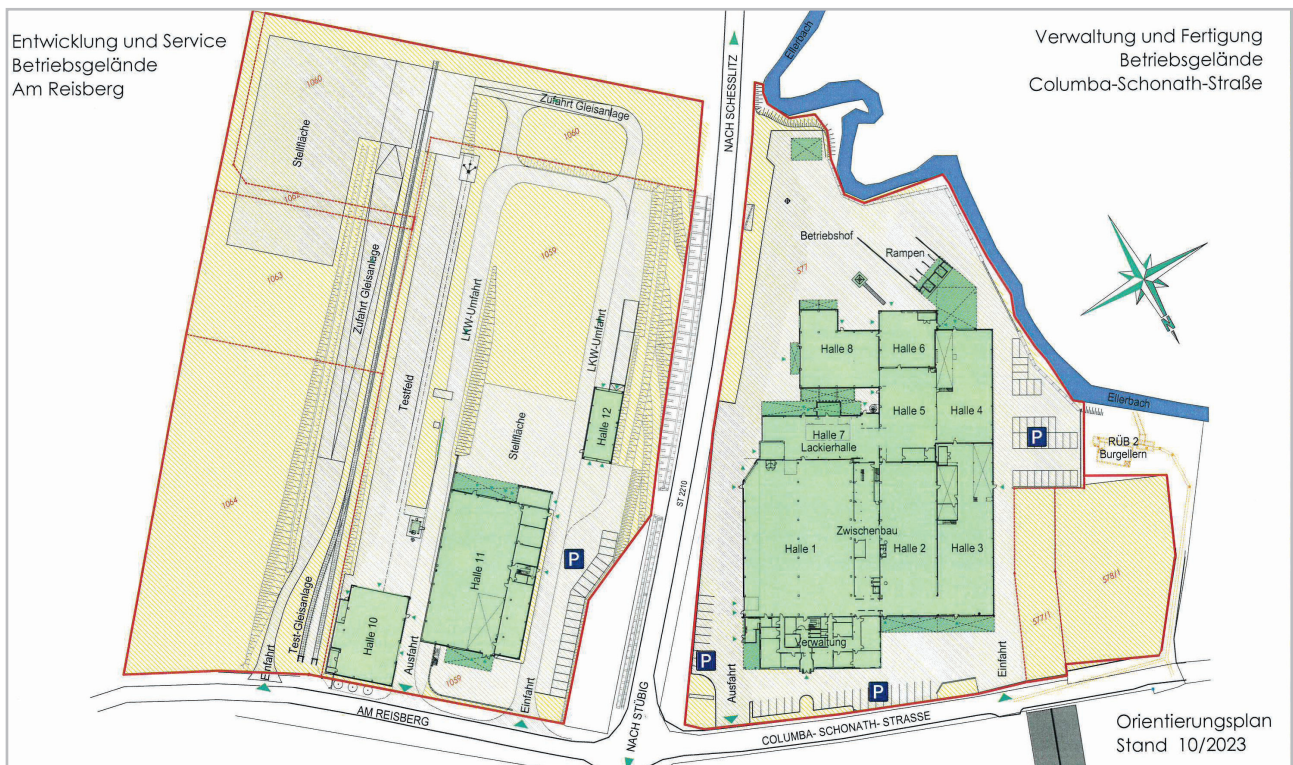 Entwicklung und Service
Betriebsgelände
Am Reisberg
Verwaltung und Fertigung
Betriebsgelände
Columba-Schonath-Straße
1060
Stellfläche
1062
1063
1064
Zufahrt Gleisanlage
Zufahrt Gleisanlage
1060
1059
LKW-Umfahrt
LKW-Umfahrt
Testfeld
Stellfläche
Halle 12
Halle 11
Halle 10
Test-Gleisanlage
Einfahrt
Ausfahrt
1059
Einfahrt
P
AM REISBERG
NACH SCHESSLITZ
ST 2210
NACH STÜBIG
Ellerbach
Betriebshof
Rampen
577
Halle 8
Halle 6
Halle 5
Halle 4
Halle 7
Lackierhalle
Zwischenbau
Halle 1
Halle 2
Halle 3
Verwaltung
P
Ellerbach
RÜB 2
Burgellern
577/1
578/1
N
P
Ausfahrt
P
Einfahrt
COLUMBA- SCHONATH- STRASSE
Orientierungsplan
Stand 10/2023